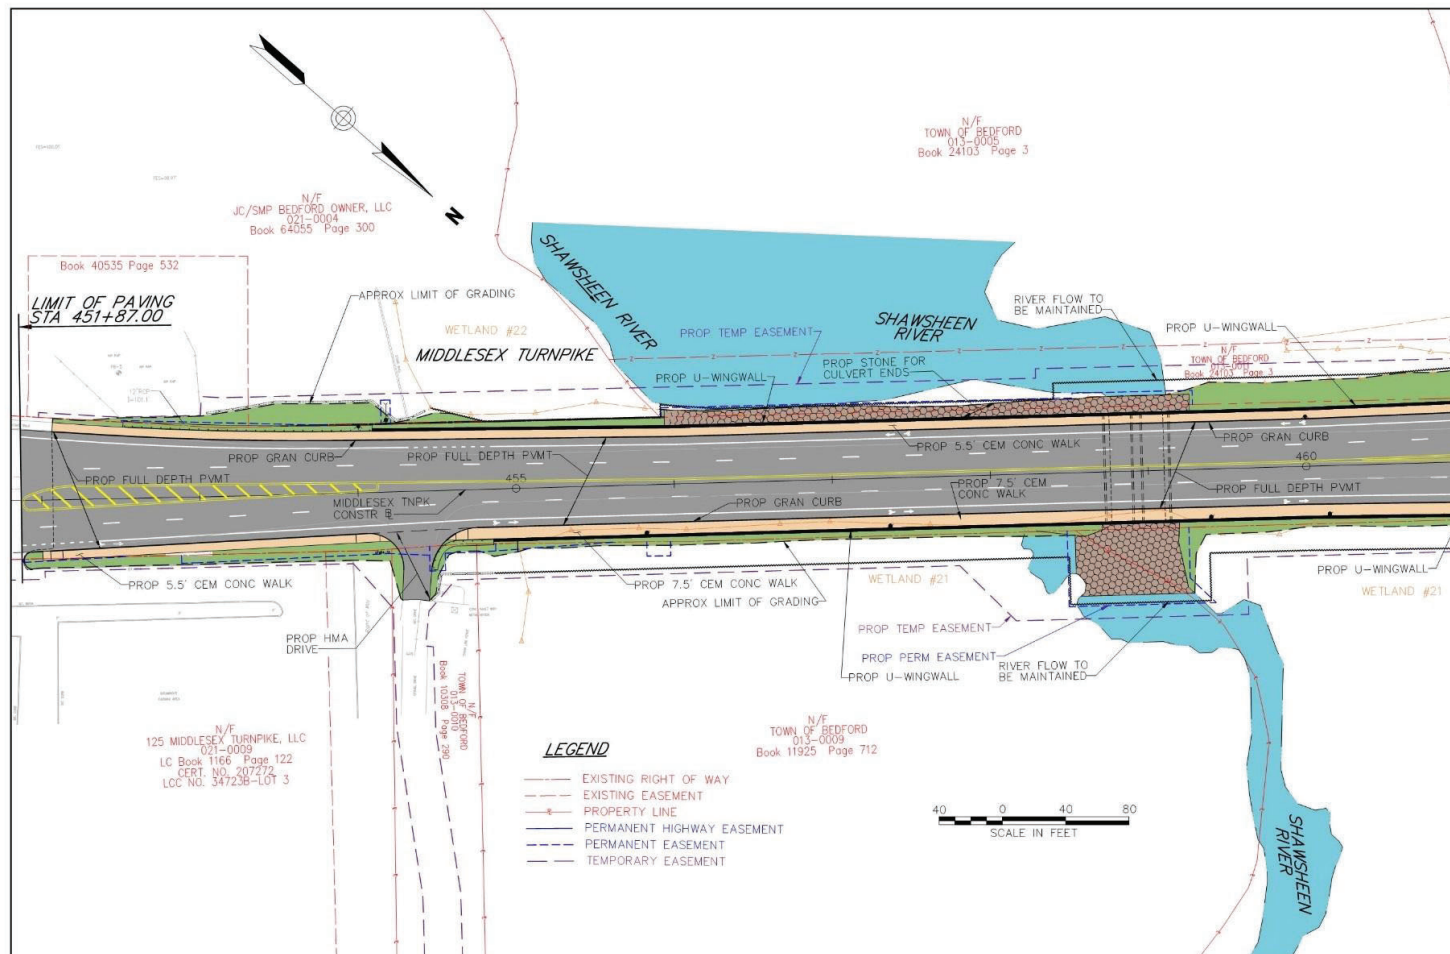 N
N/F
TOWN OF BEDFORD
013-0005
Book 24103 Page 3
N/F
JC/SMP BEDFORD OWNER, LLC
021-0004
Book 64055 Page 300
Book 40535 Page 532
LIMIT OF PAVING
STA 451+87.00
APPROX LIMIT OF GRADING
WETLAND #22
MIDDLESEX TURNPIKE
SHAWSHEEN RIVER
PROP TEMP EASEMENT
SHAWSHEEN
RIVER
RIVER FLOW TO
BE MAINTAINED
PROP U-WINGWALL
N/F
TOWN OF BEDFORD
Book 24103 Page 3
PROP STONE FOR
CULVERT ENDS
PROP U-WINGWALL
PROP GRAN CURB
PROP FULL DEPTH PVMT
PROP 5.5' CEM CONC WALK
PROP GRAN CURB
PROP FULL DEPTH PVMT
455
460
MIDDLESEX TNPK
CONSTR BL
PROP GRAN CURB
PROP 7.5' CEM
CONC WALK
PROP FULL DEPTH PVMT
PROP 5.5' CEM CONC WALK
PROP 7.5' CEM CONC WALK
WETLAND #21
APPROX LIMIT OF GRADING
PROP U-WINGWALL
WETLAND #21
PROP HMA
DRIVE
PROP TEMP EASEMENT
PROP PERM EASEMENT
PROP U-WINGWALL
RIVER FLOW TO
BE MAINTAINED
N/F
TOWN OF BEDFORD
013-0010
Book 10308 Page 290
N/F
125 MIDDLESEX TURNPIKE, LLC
021-0009
LC Book 1166 Page 122
CERT. NO. 207272
LCC NO. 34723B-LOT 3
N/F
TOWN OF BEDFORD
013-0009
Book 11925 Page 712
LEGEND
EXISTING RIGHT OF WAY
EXISTING EASEMENT
PROPERTY LINE
PERMANENT HIGHWAY EASEMENT
PERMANENT EASEMENT
TEMPORARY EASEMENT
40 0 40 80
SCALE IN FEET
SHAWSHEEN
RIVER